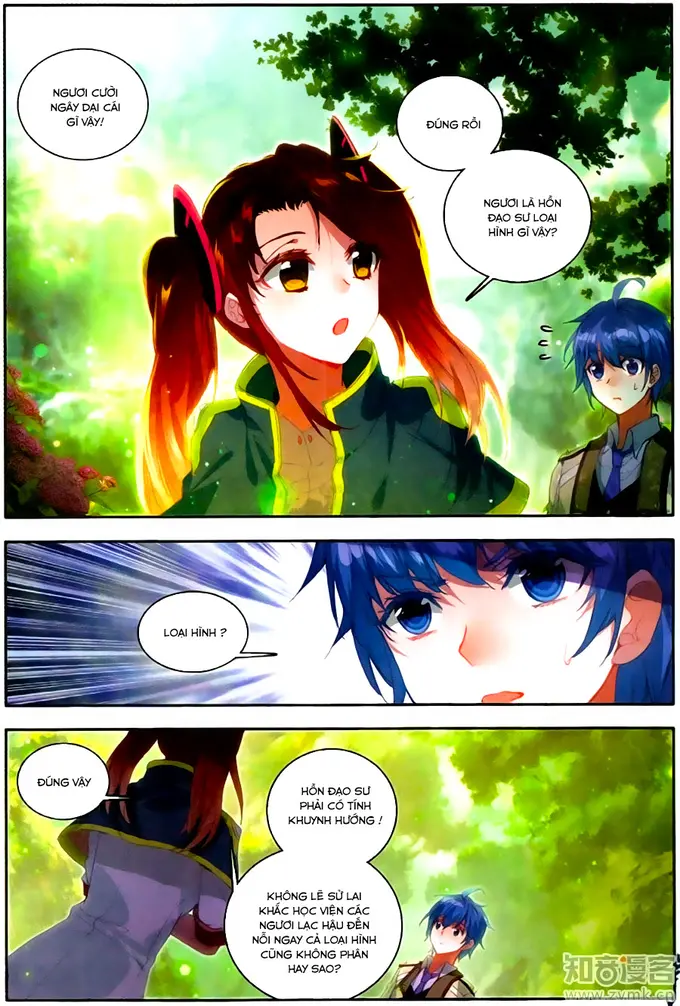 NGƯƠI CƯỜI
NGÂY DẠI CÁI
GÌ VẬY!
ĐÚNG RỒI
NGƯƠI LÀ HỒN
ĐẠO SƯ LOẠI
HÌNH GÌ VẬY?
LOẠI HÌNH ?
ĐÚNG VẬY
HỒN ĐẠO SƯ
PHẢI CÓ TÍNH
KHUYNH HƯỚNG !
KHÔNG LẼ SỬ LAI
KHẮC HỌC VIỆN CÁC
NGƯƠI LẠC HẬU ĐẾN
NỖI NGAY CẢ LOẠI HÌNH
CŨNG KHÔNG PHÂN
HAY SAO?
知音漫客
www.zymk.cn